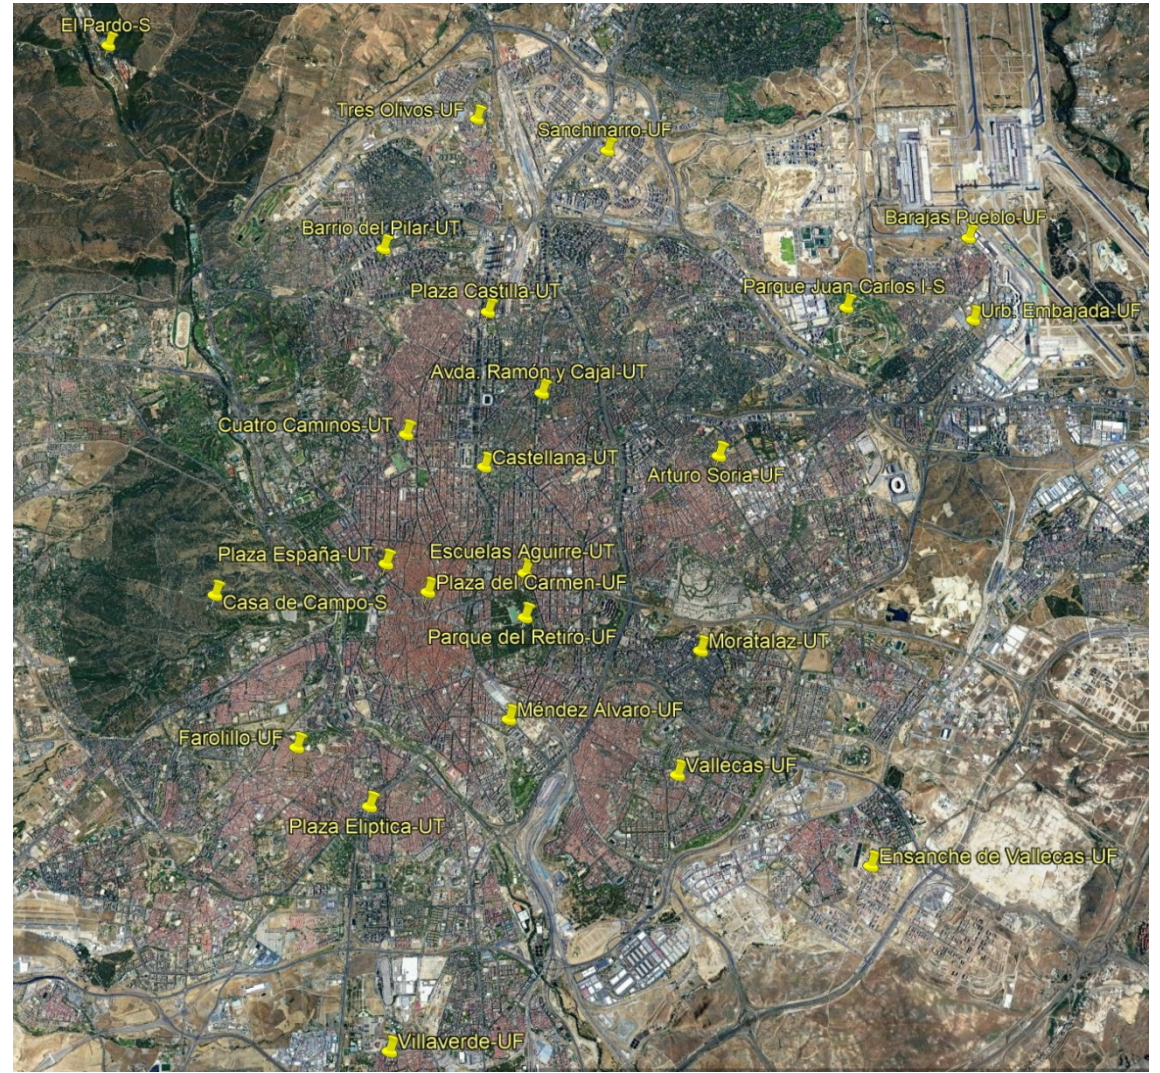 El Pardo-S
Tres Olivos-UF
Sanchinarro-UF
Barrio del Pilar-UT
Barajas Pueblo-UF
Plaza Castilla-UT
Parque Juan Carlos I-S
Urb. Embajada-UF
Avda. Ramón y Cajal-UT
Cuatro Caminos-UT
Castellana-UT
Arturo Soria-UF
Plaza España-UT
Escuelas Aguirre-UT
Plaza del Carmen-UF
Casa de Campo-S
Parque del Retiro-UF
Moratalaz-UT
Méndez Álvaro-UF
Farolillo-UF
Vallecas-UF
Plaza Eliptica-UT
Ensanche de Vallecas-UF
Villaverde-UF